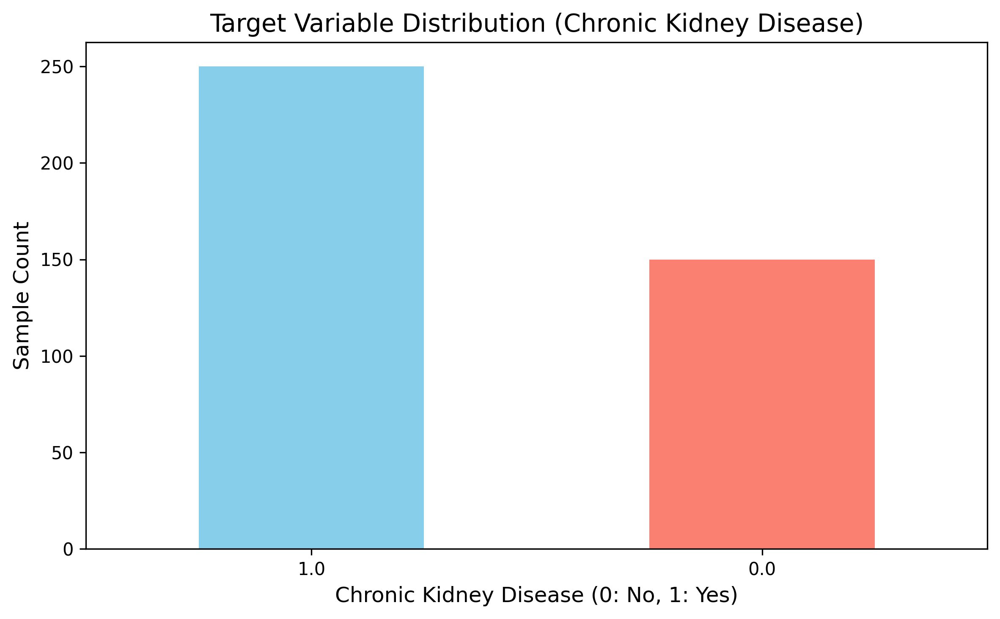 Target Variable Distribution (Chronic Kidney Disease)
Sample Count
250
200
150
100
50
0
1.0
0.0
Chronic Kidney Disease (0: No, 1: Yes)